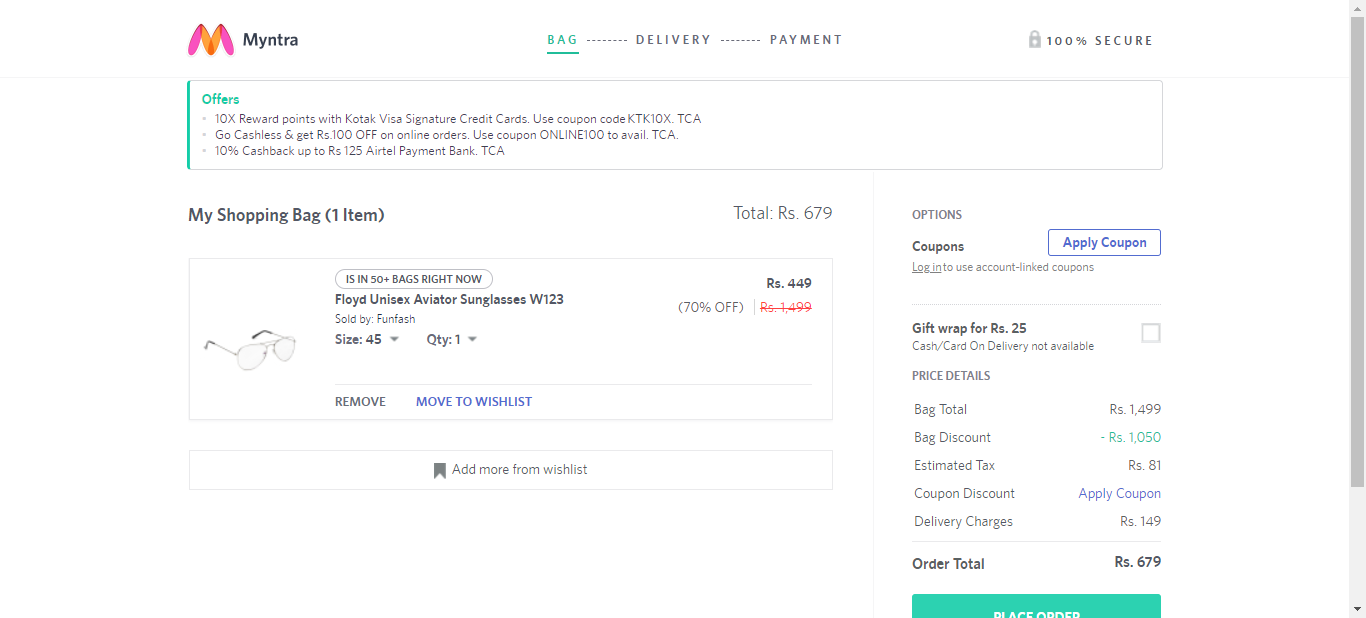 Myntra
BAG -------- DELIVERY -------- PAYMENT
100% SECURE
Offers
10X Reward points with Kotak Visa Signature Credit Cards. Use coupon code KTK10X. TCA
Go Cashless & get Rs.100 OFF on online orders. Use coupon ONLINE100 to avail. TCA.
10% Cashback up to Rs 125 Airtel Payment Bank. TCA
My Shopping Bag (1 Item)
Total: Rs. 679
IS IN 50+ BAGS RIGHT NOW
Rs. 449
Floyd Unisex Aviator Sunglasses W123
(70% OFF) Rs. 1,499
Sold by: Funfash
Size: 45 Qty: 1
REMOVE MOVE TO WISHLIST
Add more from wishlist
OPTIONS
Coupons Apply Coupon
Log in to use account-linked coupons
Gift wrap for Rs. 25
Cash/Card On Delivery not available
PRICE DETAILS
Bag Total Rs. 1,499
Bag Discount - Rs. 1,050
Estimated Tax Rs. 81
Coupon Discount Apply Coupon
Delivery Charges Rs. 149
Order Total Rs. 679
PLACE ORDER